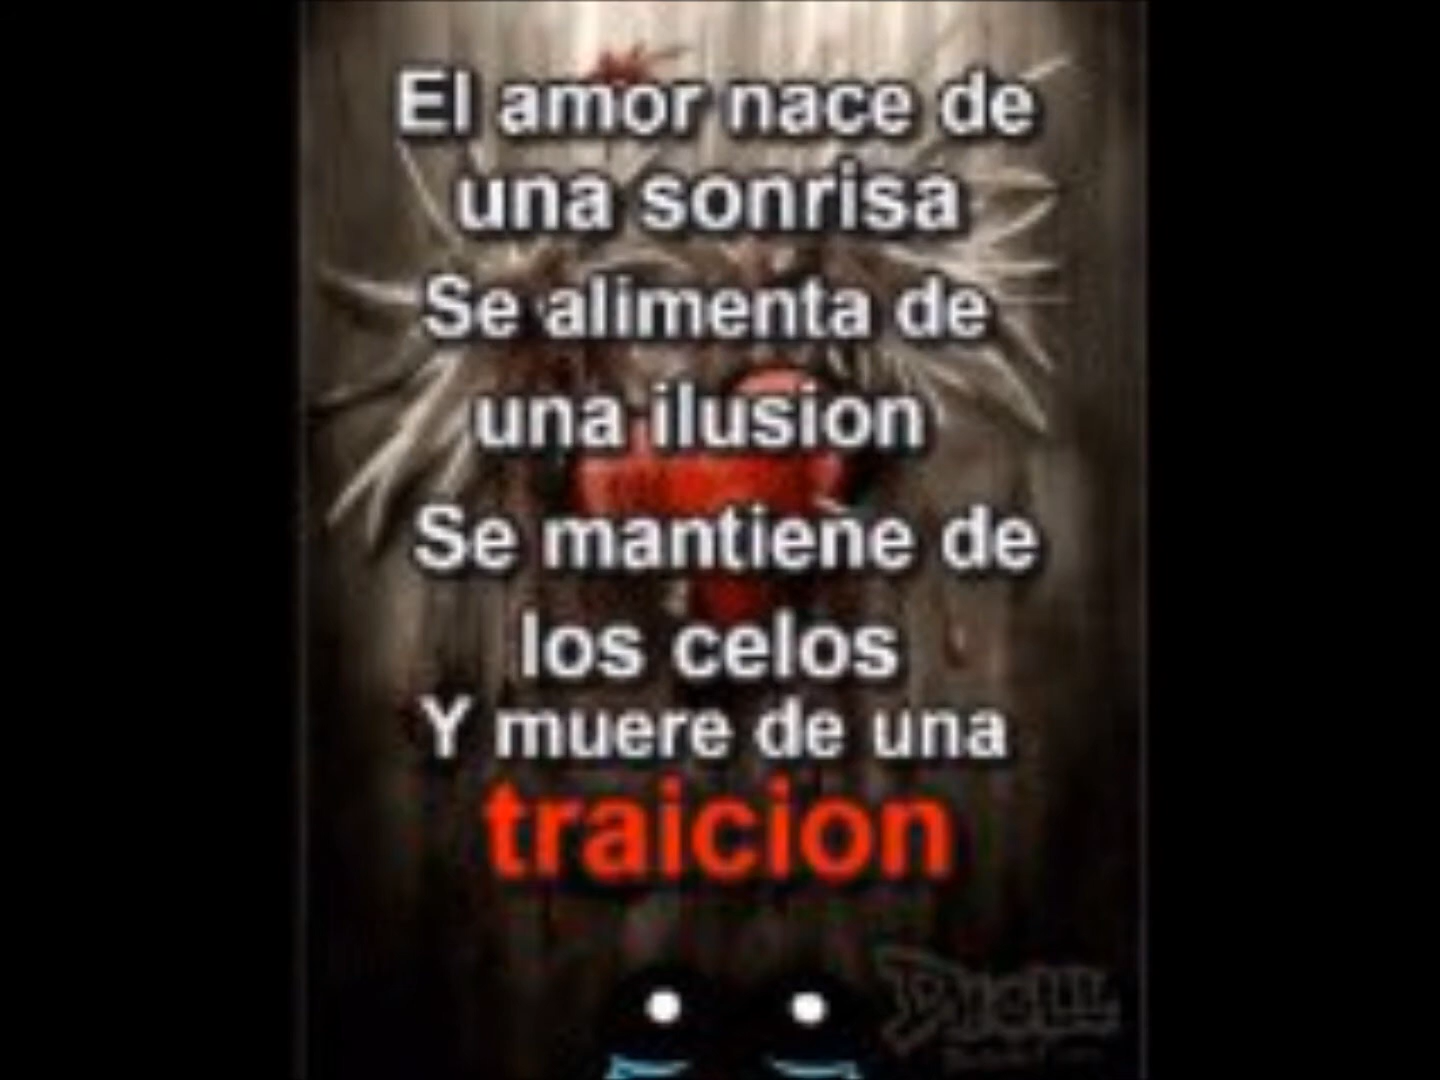 El amor nace de
una sonrisa
Se alimenta de
una ilusion
Se mantiene de
los celos
Y muere de una
traicion